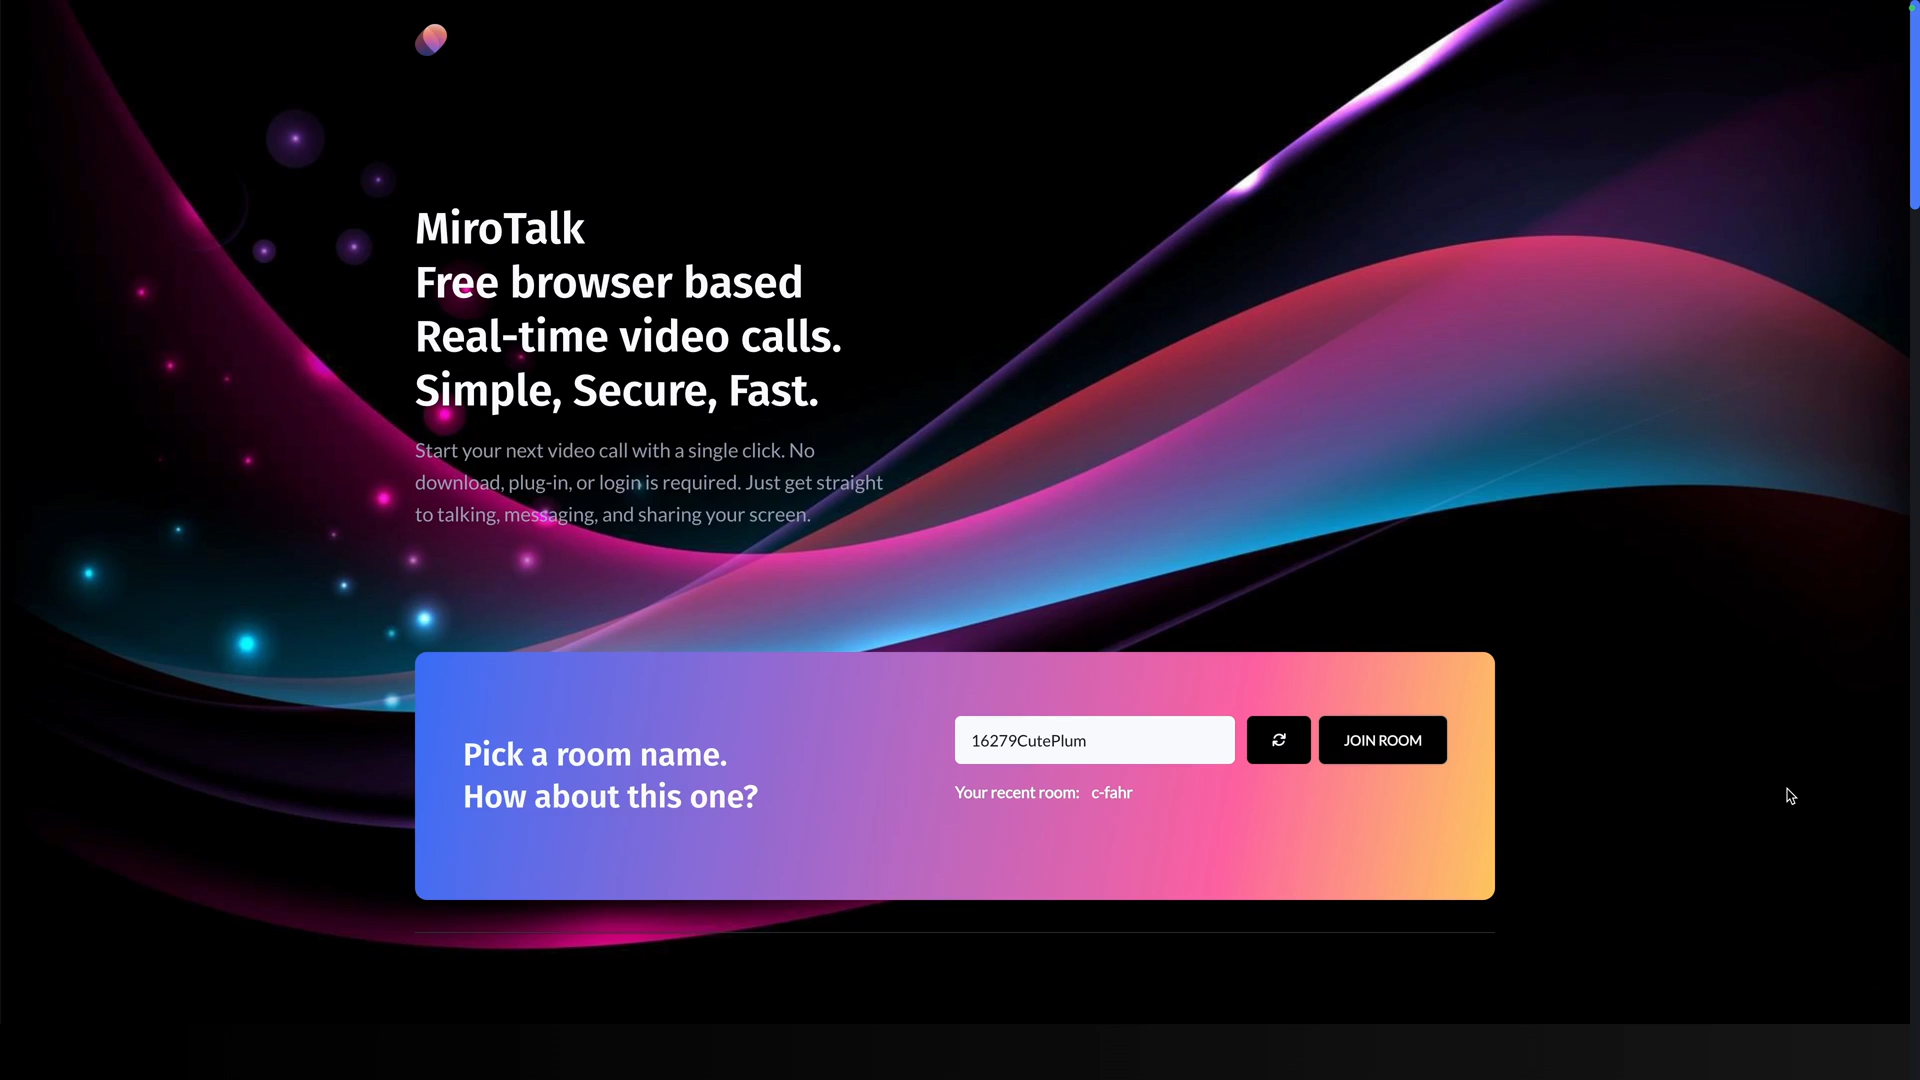 MiroTalk
Free browser based
Real-time video calls.
Simple, Secure, Fast.
Start your next video call with a single click. No
download, plug-in, or login is required. Just get straight
to talking, messaging, and sharing your screen.
Pick a room name.
How about this one?
16279CutePlum
JOIN ROOM
Your recent room: c-fahr